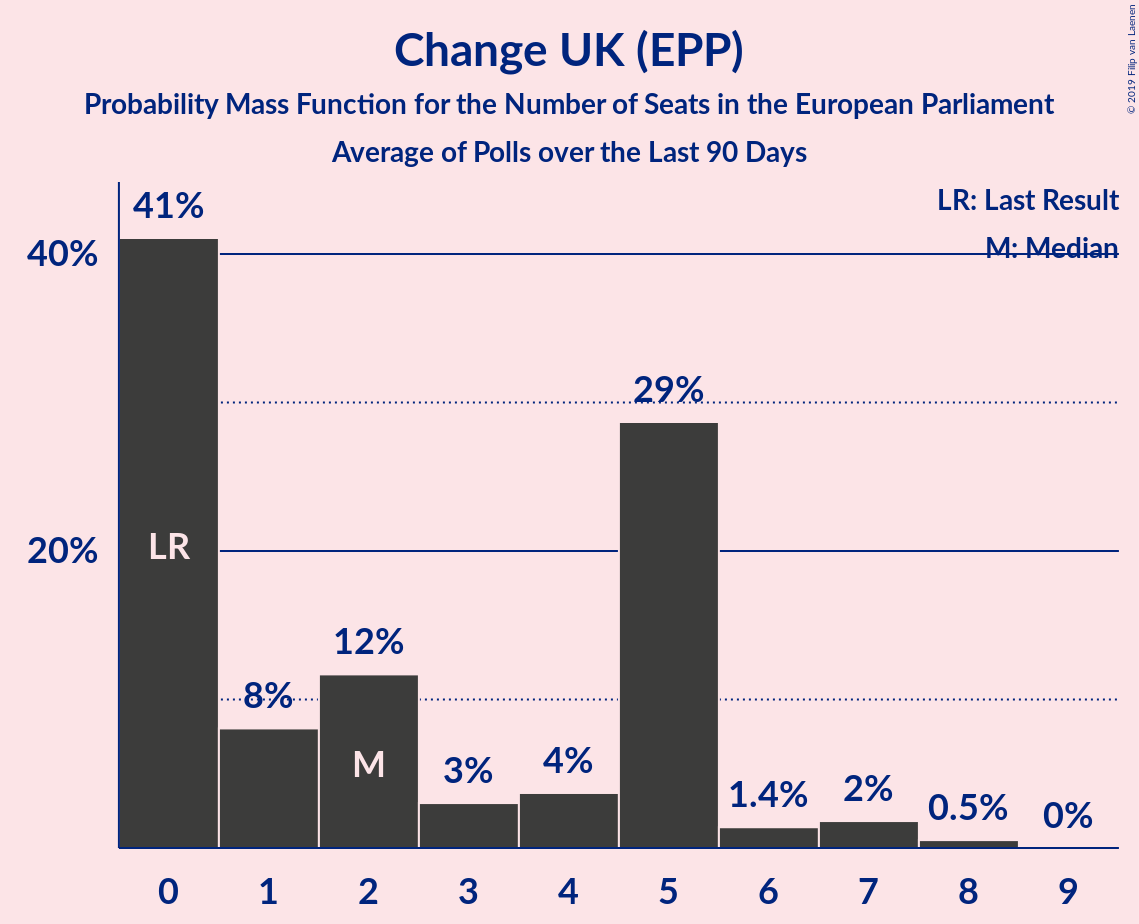 Change UK (EPP)
Probability Mass Function for the Number of Seats in the European Parliament
Average of Polls over the Last 90 Days
© 2019 Filip van Laenen
LR: Last Result
M: Median
41%
40%
29%
20%
LR
12%
8%
M
3%
4%
1.4%
2%
0.5%
0%
0 1 2 3 4 5 6 7 8 9